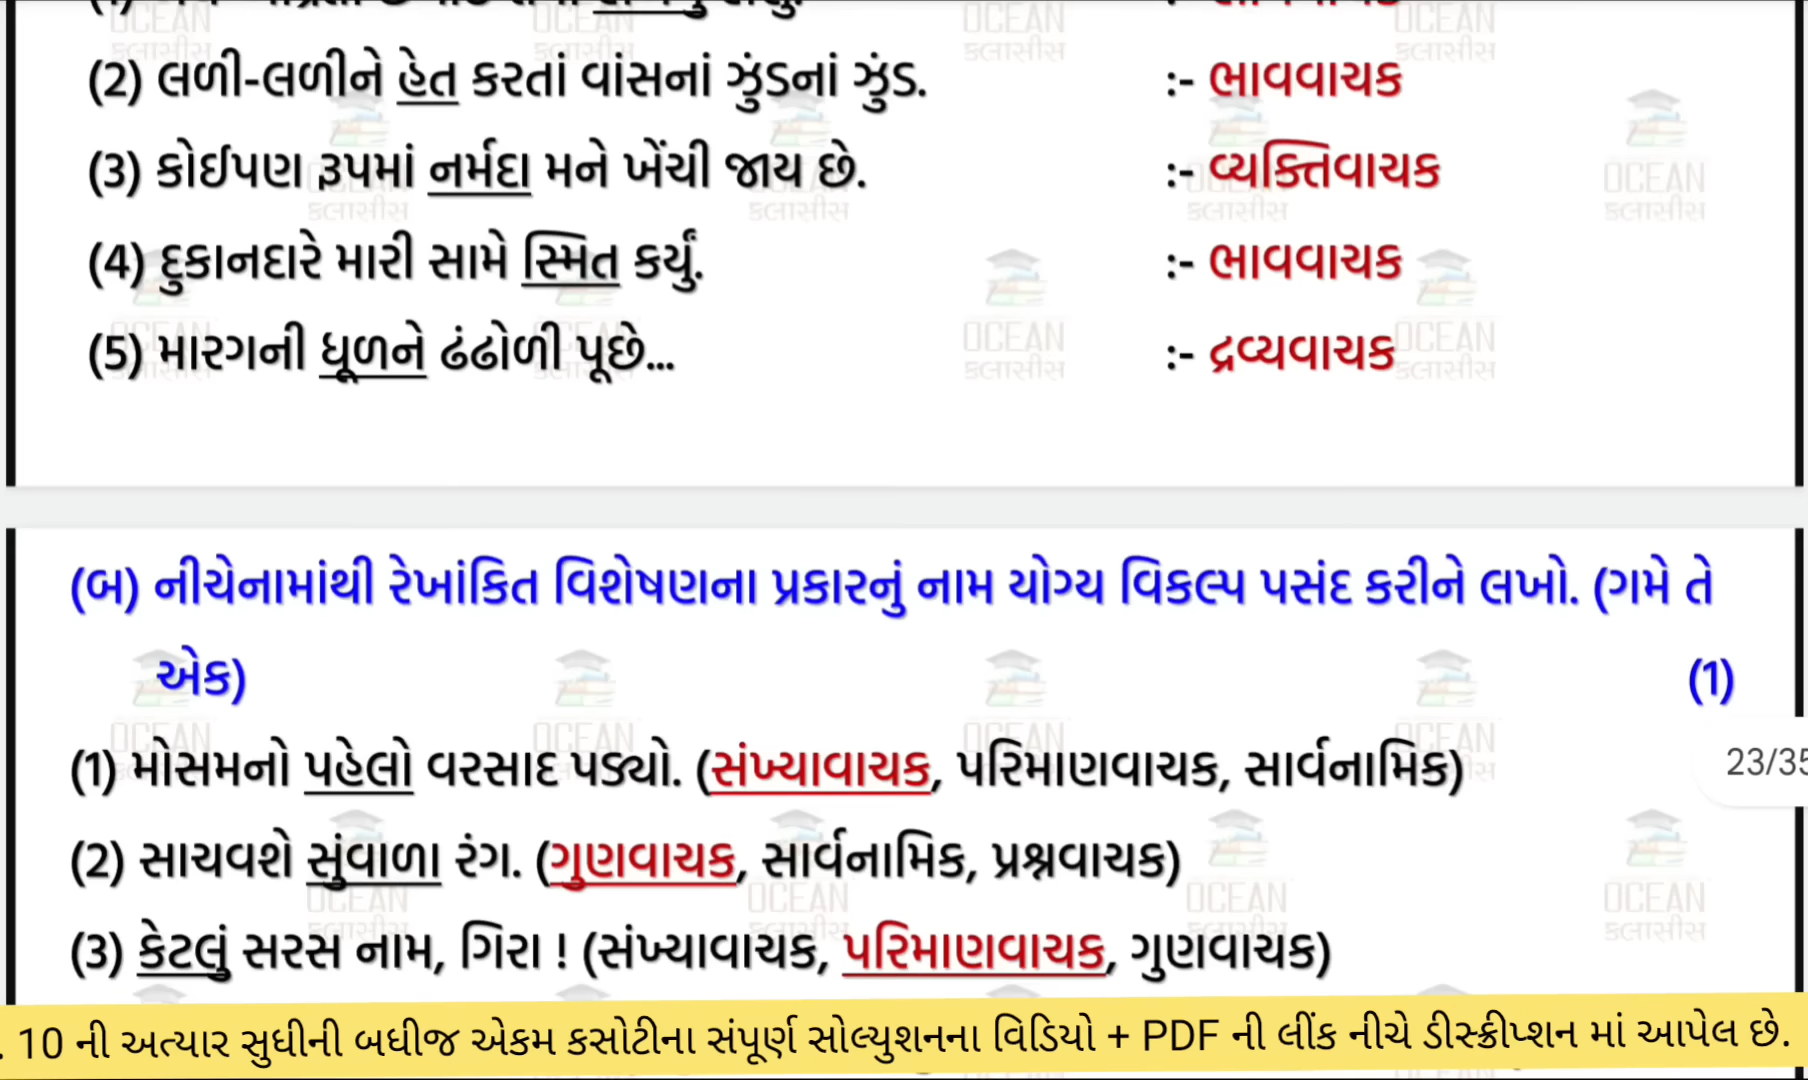 (2) લળી-લળીને હેત કરતાં વાંસનાં ઝુંડનાં ઝુંડ. :- ભાવવાચક
(3) કોઈપણ રૂપમાં નર્મદા મને ખેંચી જાય છે. :- વ્યક્તિવાચક
(4) દુકાનદારે મારી સામે સ્મિત કર્યું. :- ભાવવાચક
(5) મારગની ધૂળને ઢંઢોળી પૂછે... :- દ્રવ્યવાચક
(બ) નીચેનામાંથી રેખાંકિત વિશેષણના પ્રકારનું નામ યોગ્ય વિકલ્પ પસંદ કરીને લખો. (ગમે તે
એક) (1)
(1) મોસમનો પહેલો વરસાદ પડ્યો. (સંખ્યાવાચક, પરિમાણવાચક, સાર્વનામિક)
23/35
(2) સાચવશે સુંવાળા રંગ. (ગુણવાચક, સાર્વનામિક, પ્રશ્નવાચક)
(3) કેટલું સરસ નામ, ગિરા ! (સંખ્યાવાચક, પરિમાણવાચક, ગુણવાચક)
. 10 ની અત્યાર સુધીની બધીજ એકમ કસોટીના સંપૂર્ણ સોલ્યુશનના વિડિયો + PDF ની લીંક નીચે ડીસ્ક્રીપ્શન માં આપેલ છે.